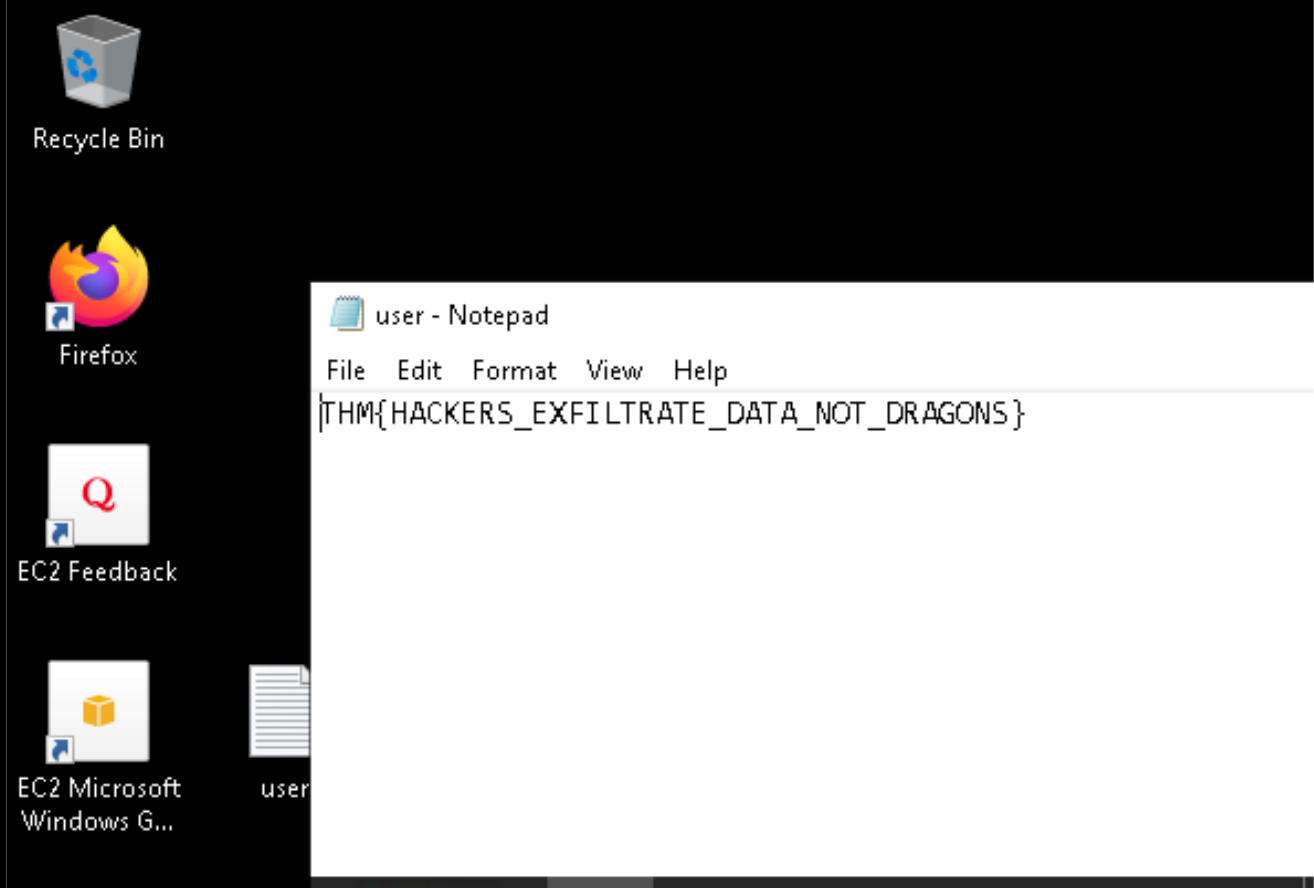 Recycle Bin
Firefox
Q
EC2 Feedback
EC2 Microsoft
Windows G...
user
user - Notepad
File Edit Format View Help
THM{HACKERS_EXFILTRATE_DATA_NOT_DRAGONS}